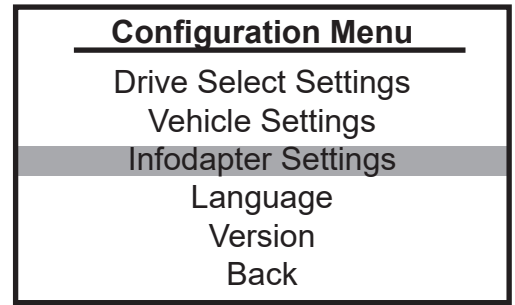 Configuration Menu
Drive Select Settings
Vehicle Settings
Infodapter Settings
Language
Version
Back